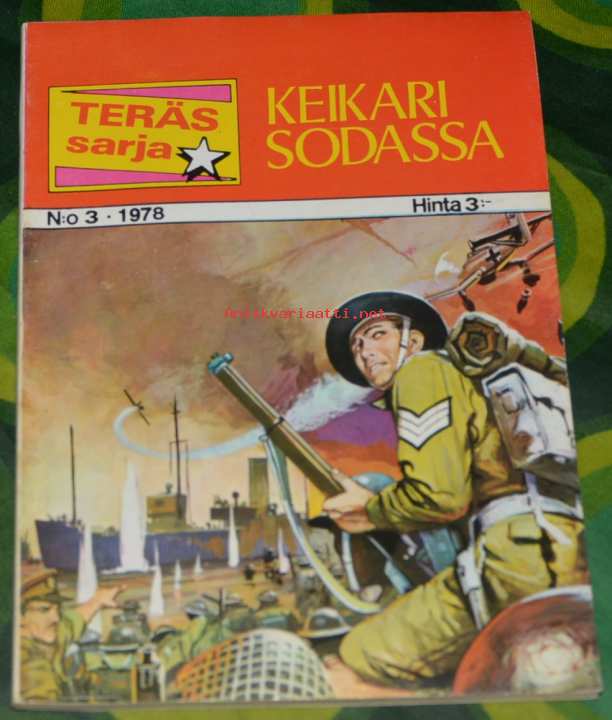 TERÄS
sarja
KEIKARI
SODASSA
N:o 3 · 1978
Hinta 3:-
Antikvariaatti.net